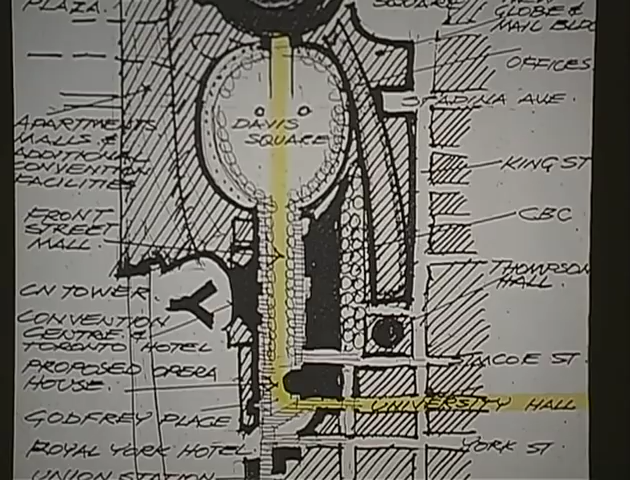 PLAZA.
SQUARE
GLOBE &
MAIL BLDG
OFFICES
SPADINA AVE.
DAVIS
SQUARE
APARTMENTS
MALLS &
ADDITIONAL
CONVENTION
FACILITIES
KING ST
FRONT
STREET
MALL
CBC
THOMPSON
HALL.
CN TOWER.
CONVENTION
CENTRE &
TORONTO HOTEL
SIMCOE ST.
PROPOSED OPERA
HOUSE.
UNIVERSITY HALL
GODFREY PLACE
ROYAL YORK HOTEL.
YORK ST.
UNION STATION